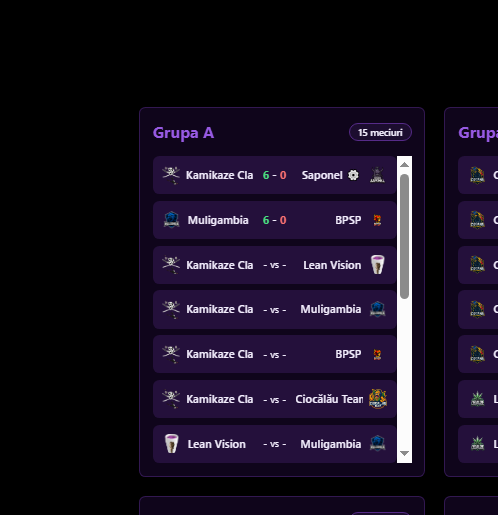 Grupa A 15 meciuri Grupa
Kamikaze Cla 6 - 0 Saponel
Muligambia 6 - 0 BPSP
Kamikaze Cla - vs - Lean Vision
Kamikaze Cla - vs - Muligambia
Kamikaze Cla - vs - BPSP
Kamikaze Cla - vs - Ciocălău Tear
Lean Vision - vs - Muligambia